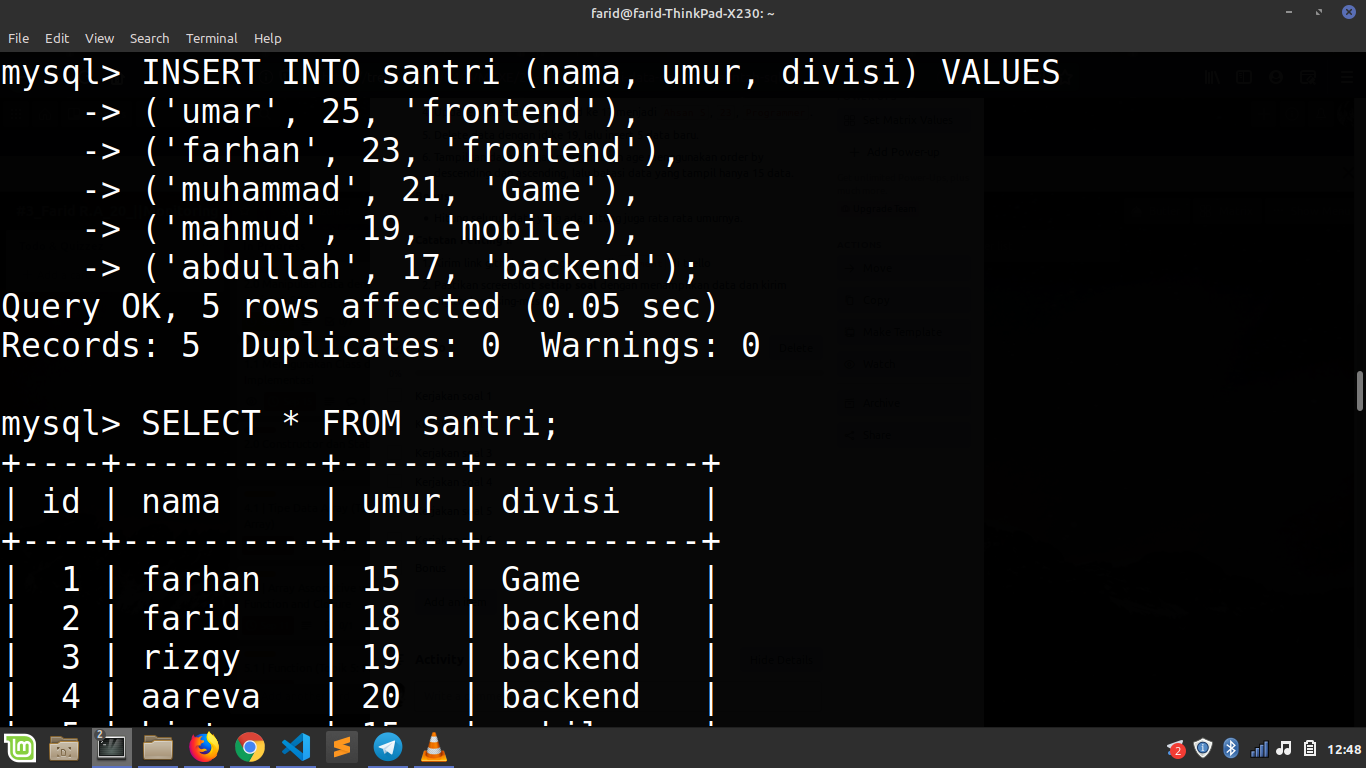 farid@farid-ThinkPad-X230: ~
File Edit View Search Terminal Help
mysql> INSERT INTO santri (nama, umur, divisi) VALUES
    -> ('umar', 25, 'frontend'),
    -> ('farhan', 23, 'frontend'),
    -> ('muhammad', 21, 'Game'),
    -> ('mahmud', 19, 'mobile'),
    -> ('abdullah', 17, 'backend');
Query OK, 5 rows affected (0.05 sec)
Records: 5  Duplicates: 0  Warnings: 0
mysql> SELECT * FROM santri;
+----+----------+------+-----------+
| id | nama     | umur | divisi    |
+----+----------+------+-----------+
|  1 | farhan   | 15   | Game      |
|  2 | farid    | 18   | backend   |
|  3 | rizqy    | 19   | backend   |
|  4 | aareva   | 20   | backend   |
2
2
12:48